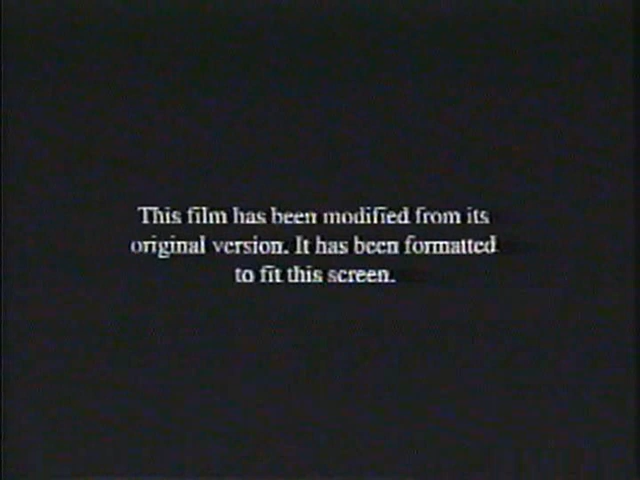 This film has been modified from its
original version. It has been formatted
to fit this screen.